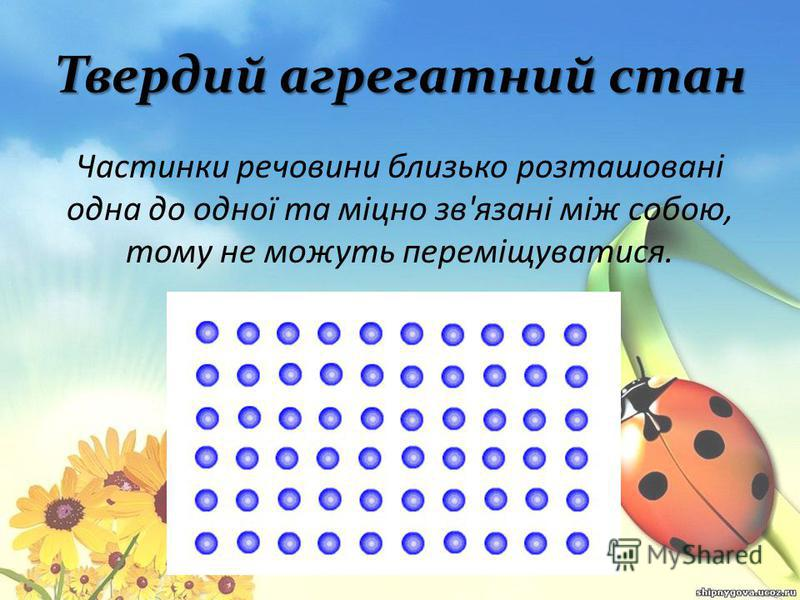 Твердий агрегатний стан
Частинки речовини близько розташовані
одна до одної та міцно зв'язані між собою,
тому не можуть переміщуватися.
MyShared
shipnygova.ucoz.ru